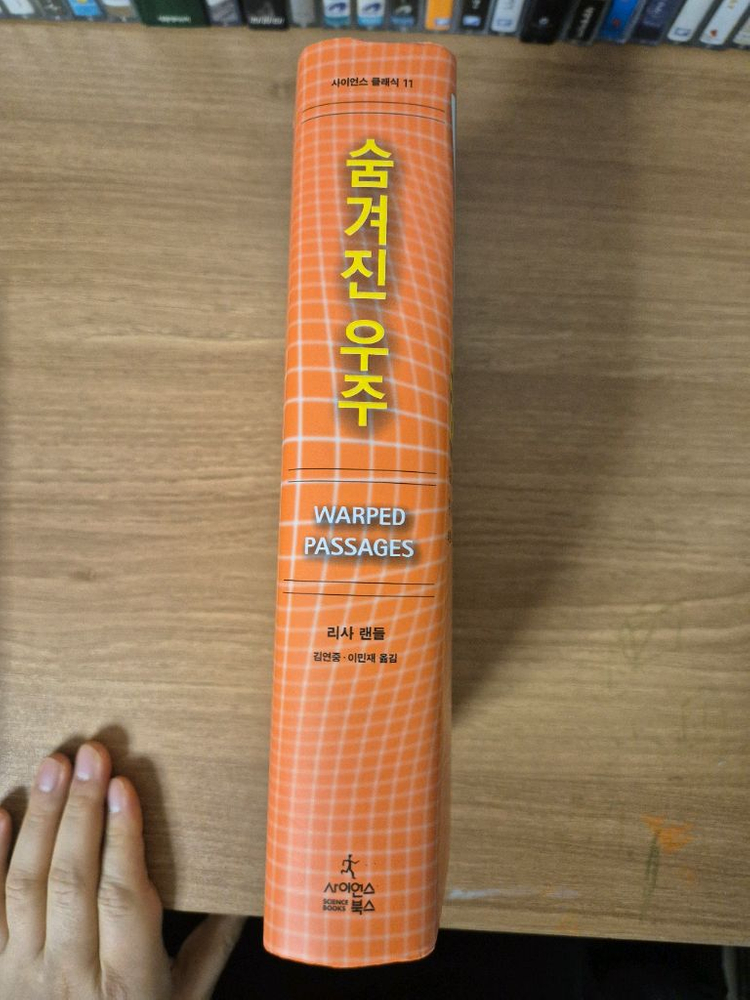 사이언스 클래식 11
숨겨진 우주
WARPED
PASSAGES
리사 랜들
김연중·이민재 옮김
사이언스
SCIENCE
BOOKS
북스